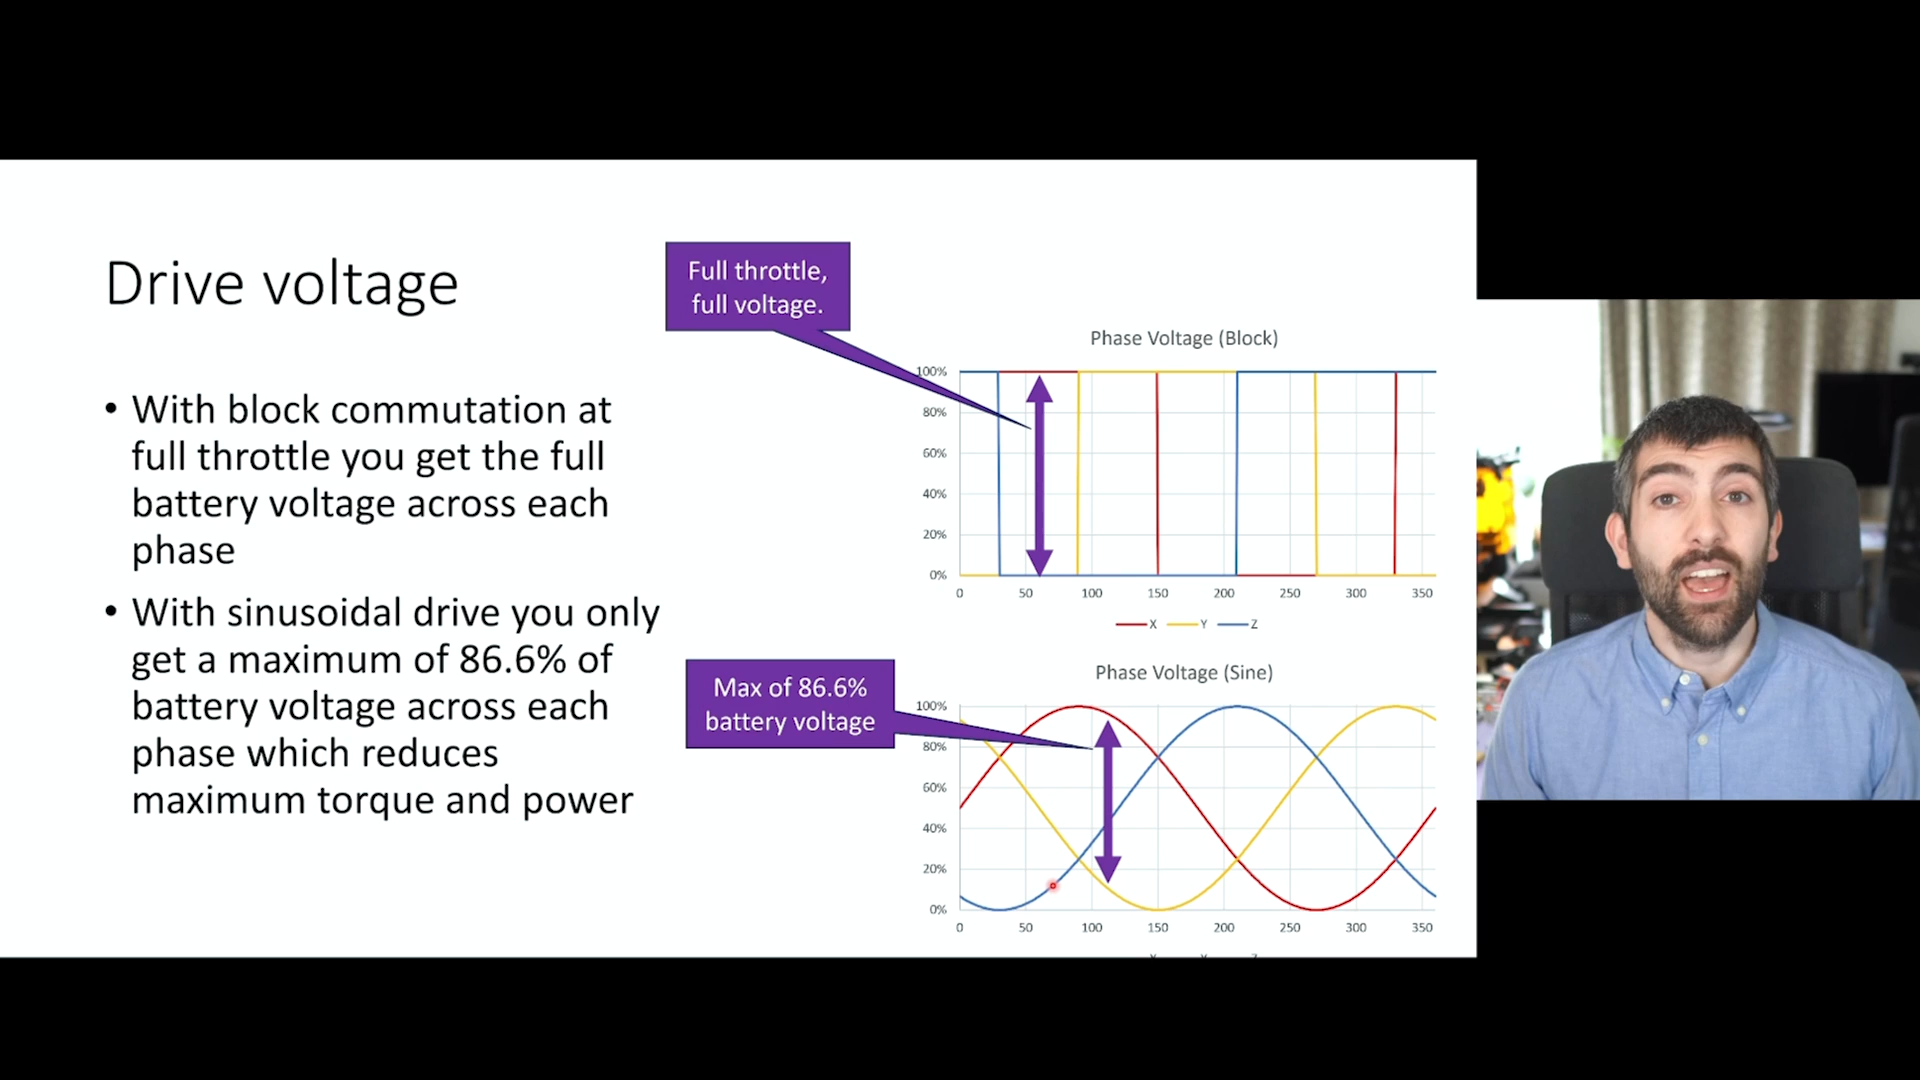 Drive voltage
• With block commutation at
full throttle you get the full
battery voltage across each
phase
• With sinusoidal drive you only
get a maximum of 86.6% of
battery voltage across each
phase which reduces
maximum torque and power
Full throttle,
full voltage.
Phase Voltage (Block)
100%
80%
60%
40%
20%
0%
0 50 100 150 200 250 300 350
X Y Z
Max of 86.6%
battery voltage
Phase Voltage (Sine)
100%
80%
60%
40%
20%
0%
0 50 100 150 200 250 300 350